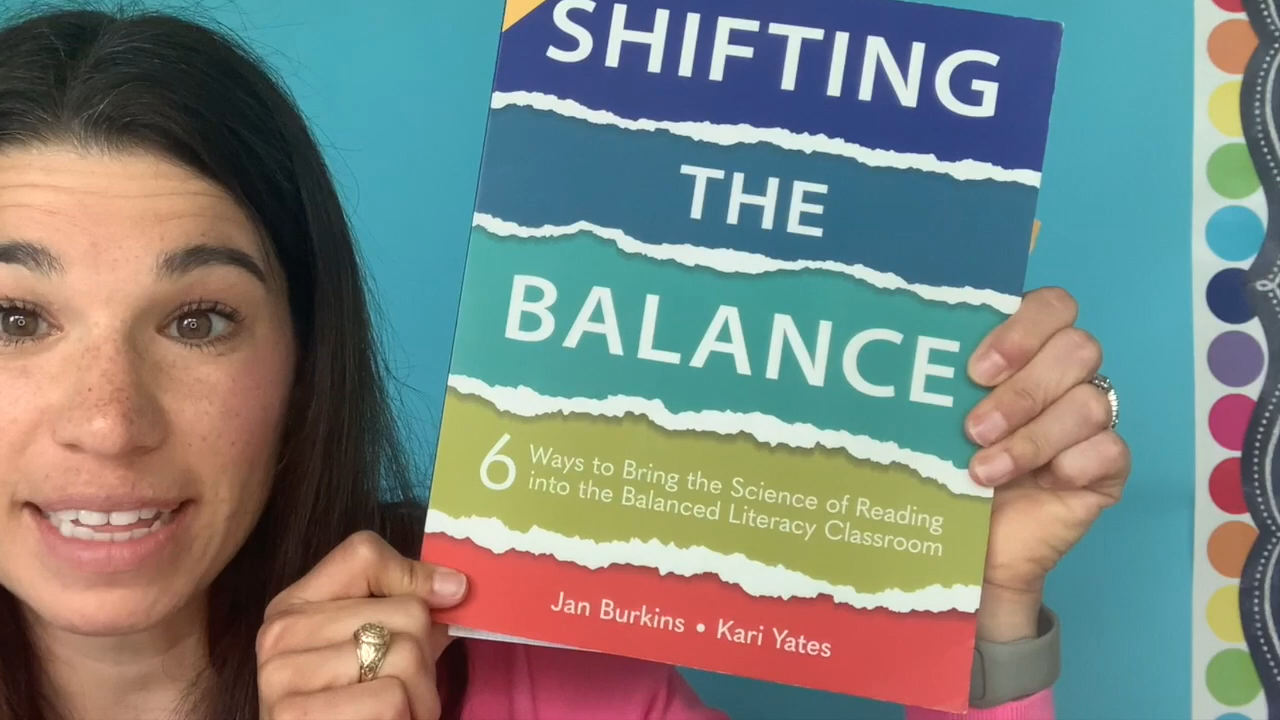 SHIFTING
THE
BALANCE
6 Ways to Bring the Science of Reading
into the Balanced Literacy Classroom
Jan Burkins • Kari Yates